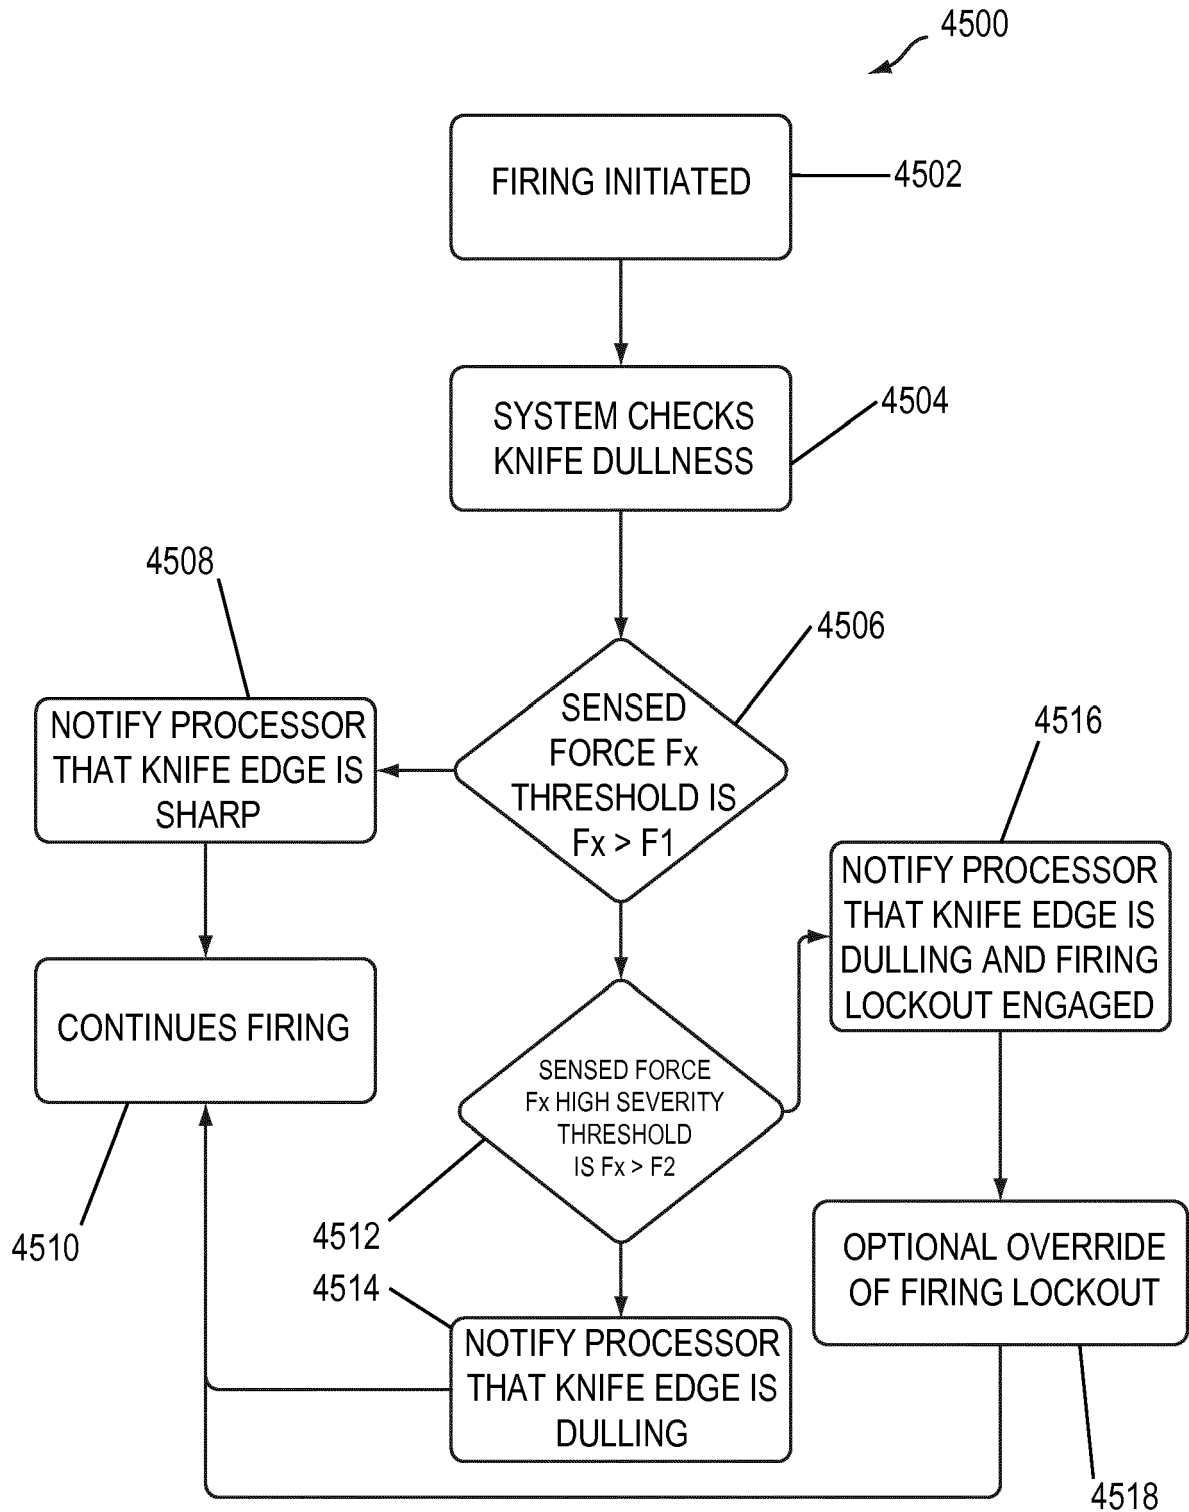 4500
FIRING INITIATED
4502
SYSTEM CHECKS
KNIFE DULLNESS
4504
4508
4506
SENSED
FORCE Fx
THRESHOLD IS
Fx > F1
NOTIFY PROCESSOR
THAT KNIFE EDGE IS
SHARP
4516
NOTIFY PROCESSOR
THAT KNIFE EDGE IS
DULLING AND FIRING
LOCKOUT ENGAGED
CONTINUES FIRING
4510
SENSED FORCE
Fx HIGH SEVERITY
THRESHOLD
IS Fx > F2
4512
4514
NOTIFY PROCESSOR
THAT KNIFE EDGE IS
DULLING
OPTIONAL OVERRIDE
OF FIRING LOCKOUT
4518